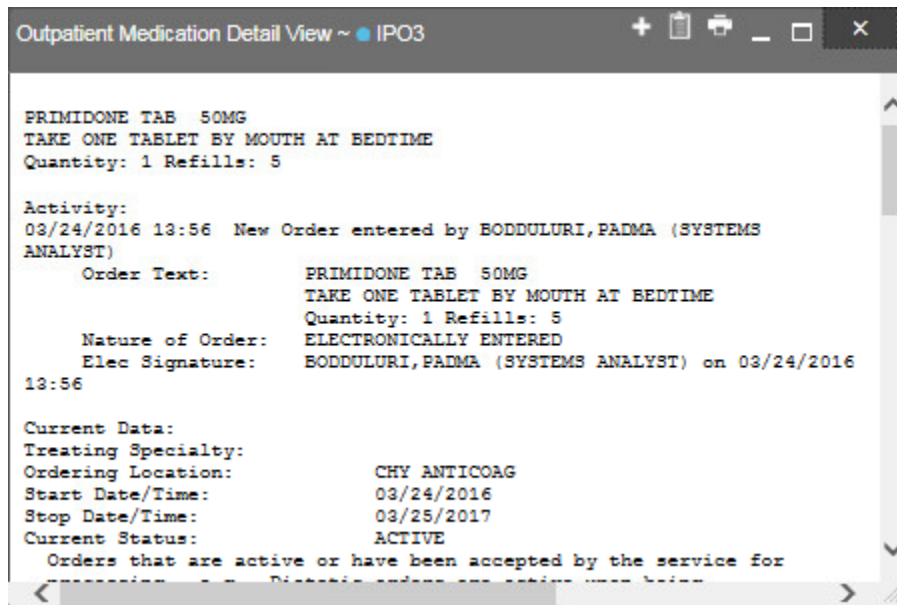 Outpatient Medication Detail View ~ IPO3
PRIMIDONE TAB 50MG
TAKE ONE TABLET BY MOUTH AT BEDTIME
Quantity: 1 Refills: 5
Activity:
03/24/2016 13:56 New Order entered by BODDULURI,PADMA (SYSTEMS
ANALYST)
Order Text: PRIMIDONE TAB 50MG
TAKE ONE TABLET BY MOUTH AT BEDTIME
Quantity: 1 Refills: 5
Nature of Order: ELECTRONICALLY ENTERED
Elec Signature: BODDULURI,PADMA (SYSTEMS ANALYST) on 03/24/2016
13:56
Current Data:
Treating Specialty:
Ordering Location: CHY ANTICOAG
Start Date/Time: 03/24/2016
Stop Date/Time: 03/25/2017
Current Status: ACTIVE
Orders that are active or have been accepted by the service for